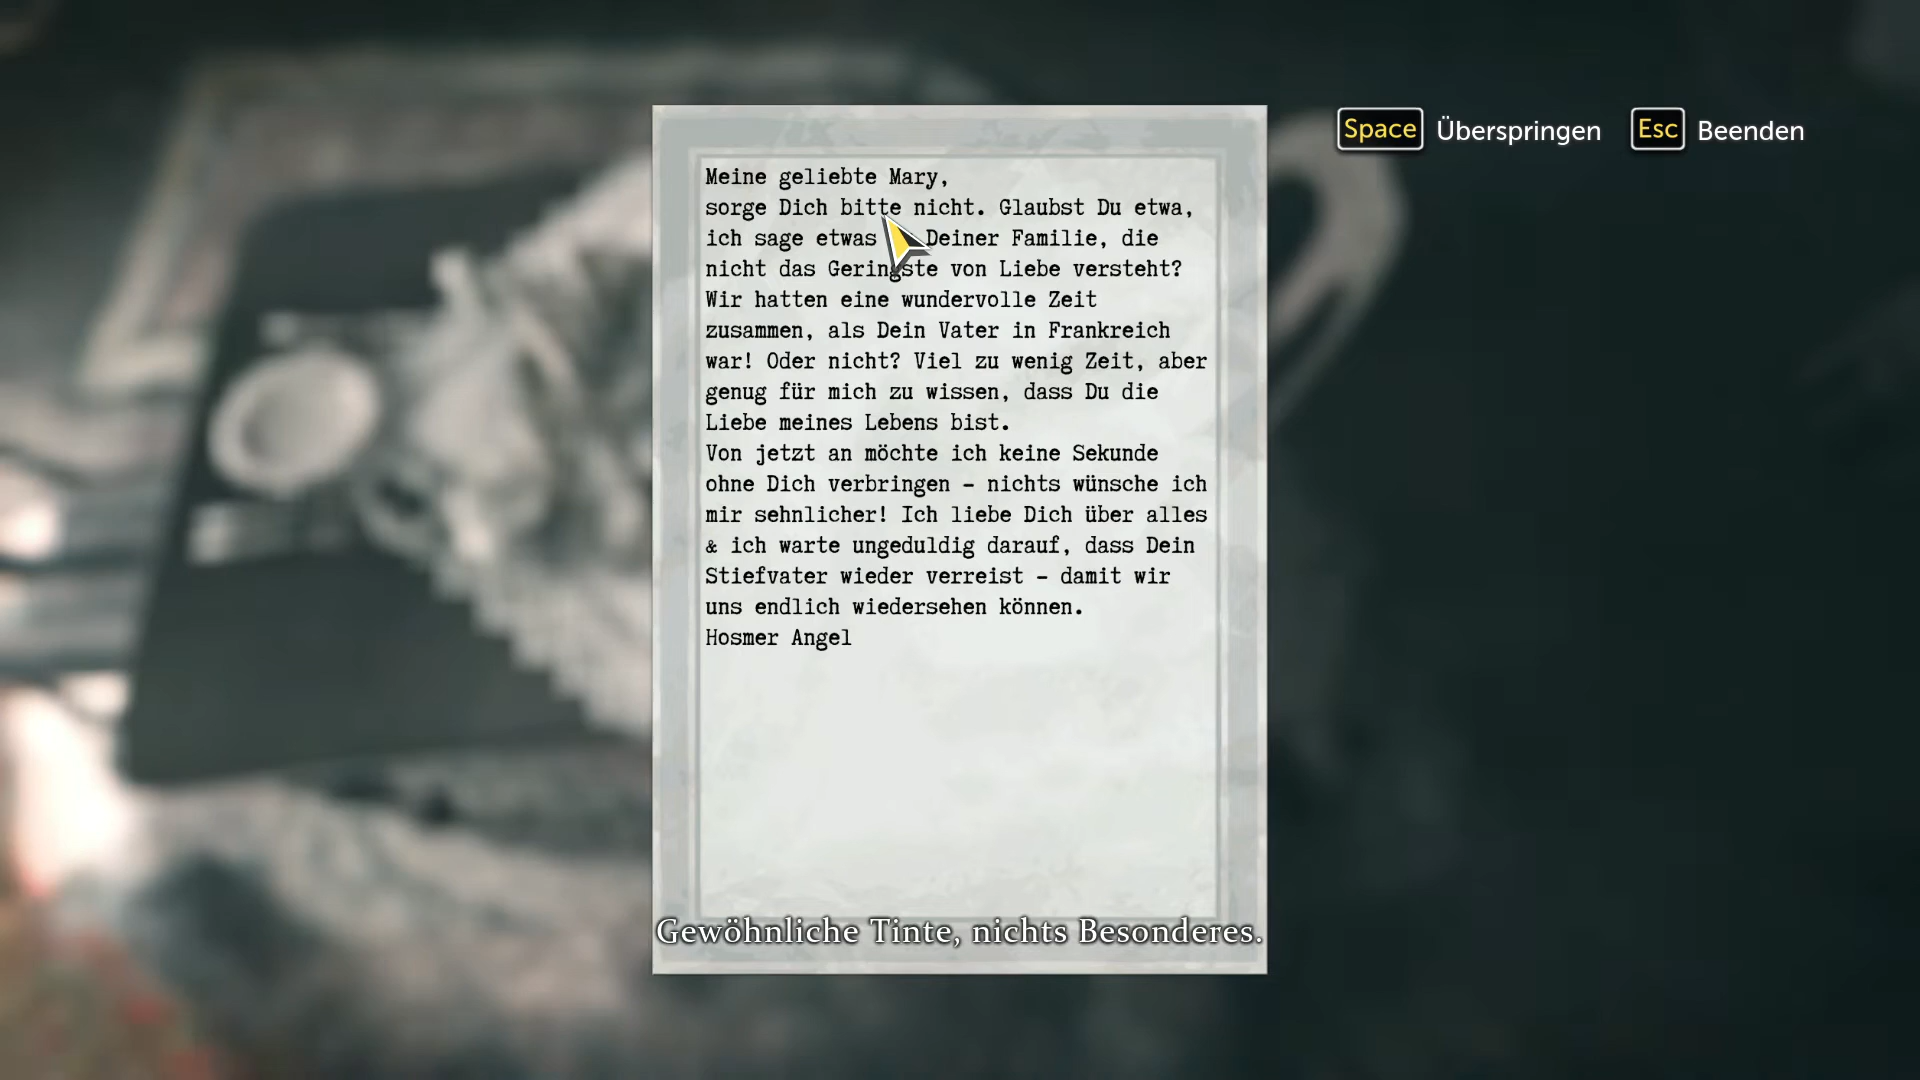 Space Überspringen Esc Beenden
Meine geliebte Mary,
sorge Dich bitte nicht. Glaubst Du etwa,
ich sage etwas Deiner Familie, die
nicht das Geringste von Liebe versteht?
Wir hatten eine wundervolle Zeit
zusammen, als Dein Vater in Frankreich
war! Oder nicht? Viel zu wenig Zeit, aber
genug für mich zu wissen, dass Du die
Liebe meines Lebens bist.
Von jetzt an möchte ich keine Sekunde
ohne Dich verbringen – nichts wünsche ich
mir sehnlicher! Ich liebe Dich über alles
& ich warte ungeduldig darauf, dass Dein
Stiefvater wieder verreist – damit wir
uns endlich wiedersehen können.
Hosmer Angel
Gewöhnliche Tinte, nichts Besonderes.